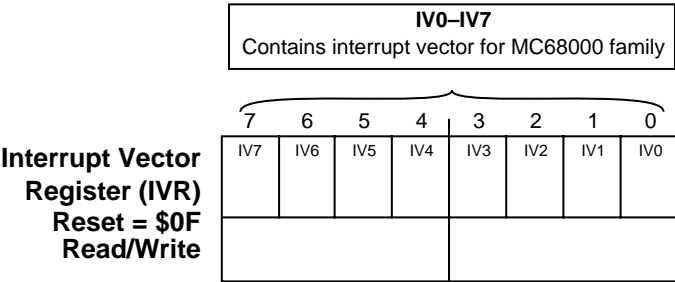 IV0–IV7
Contains interrupt vector for MC68000 family
7 6 5 4 3 2 1 0
Interrupt Vector
Register (IVR)
Reset = $0F
Read/Write
IV7 IV6 IV5 IV4 IV3 IV2 IV1 IV0